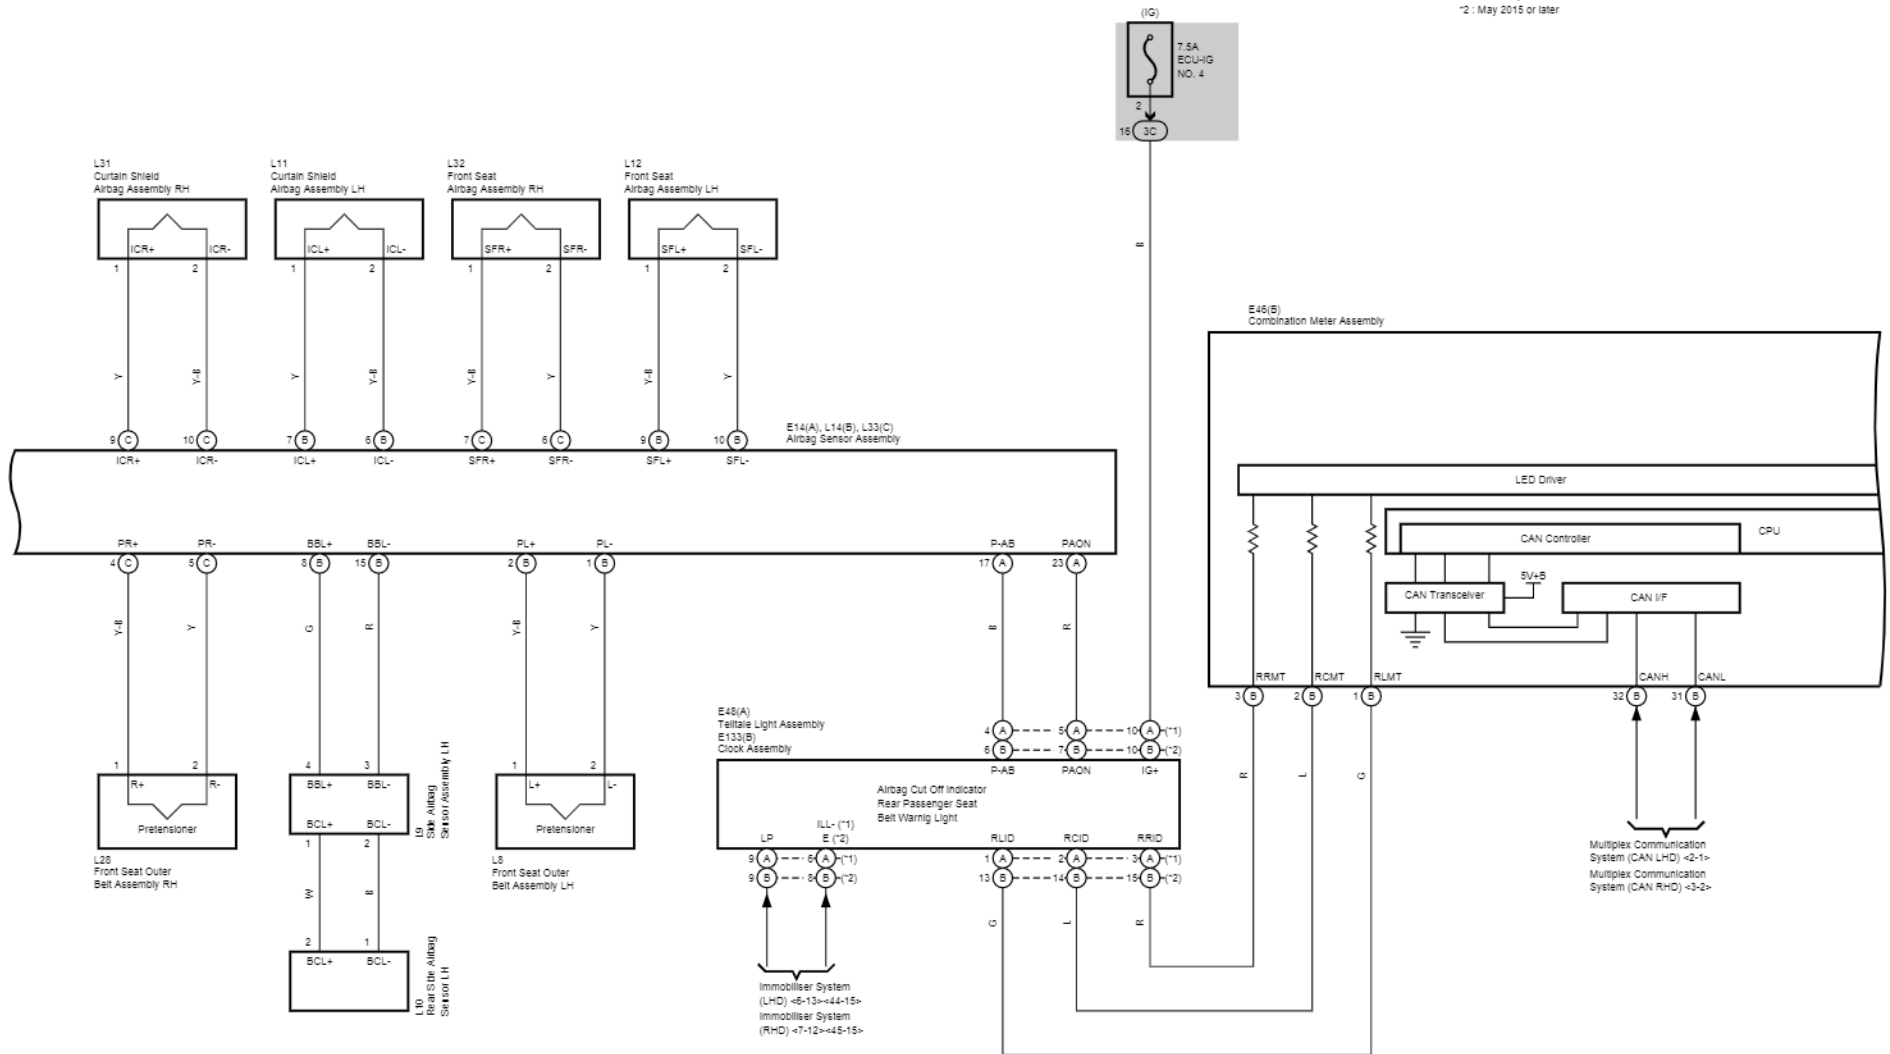 *2 : May 2015 or later
(IG)
7.5A
ECU-IG
NO. 4
2
16 3C
L31
Curtain Shield
Airbag Assembly RH
L11
Curtain Shield
Airbag Assembly LH
L32
Front Seat
Airbag Assembly RH
L12
Front Seat
Airbag Assembly LH
ICR+ ICR- ICL+ ICL- SFR+ SFR- SFL+ SFL-
1 2 1 2 1 2 1 2
B
E46(B)
Combination Meter Assembly
Y Y-B Y Y-B Y-B Y Y-B Y
E14(A), L14(B), L33(C)
Airbag Sensor Assembly
9 C 10 C 7 B 6 B 7 C 6 C 9 B 10 B
ICR+ ICR- ICL+ ICL- SFR+ SFR- SFL+ SFL-
LED Driver
CPU
CAN Controller
PR+ PR- BBL+ BBL- PL+ PL- P-AB PAON
4 C 5 C 8 B 15 B 2 B 1 B 17 A 23 A
5V+B
CAN Transceiver
CAN I/F
Y-B Y G R Y-B Y B R
RRMT RCMT RLMT CANH CANL
3 B 2 B 1 B 32 B 31 B
E48(A)
Telltale Light Assembly
E133(B)
Clock Assembly
4 A 5 A 10 A (*1)
6 B 7 B 10 B (*2)
P-AB PAON IG+
Airbag Cut Off Indicator
Rear Passenger Seat
Belt Warnig Light
R L G
1 2 4 3 1 2
R+ R- BBL+ BBL- L+ L-
Pretensioner
BCL+ BCL-
Pretensioner
L9
Side Airbag
Sensor Assembly LH
ILL- (*1)
LP E (*2) RLID RCID RRID
1 2
L28
Front Seat Outer
Belt Assembly RH
L8
Front Seat Outer
Belt Assembly LH
9 A 6 A (*1) 1 A 2 A 3 A (*1)
9 B 8 B (*2) 13 B 14 B 15 B (*2)
Multiplex Communication
System (CAN LHD) <2-1>
Multiplex Communication
System (CAN RHD) <3-2>
W B
G L R
2 1
BCL+ BCL-
L10
Rear Side Airbag
Sensor LH
Immobiliser System
(LHD) <6-13><44-15>
Immobiliser System
(RHD) <7-12><45-15>